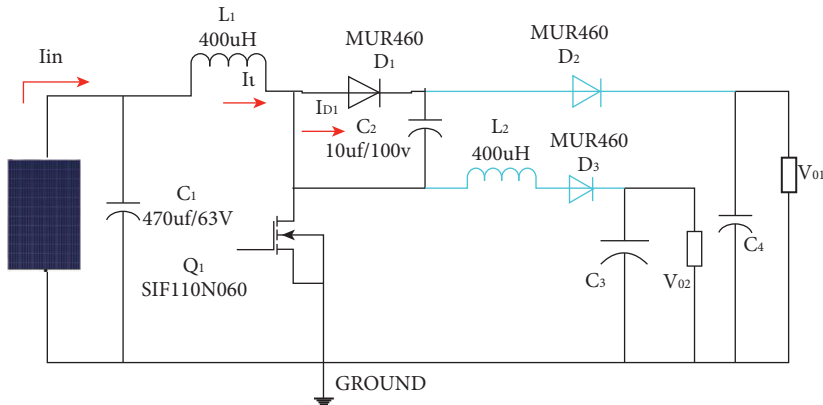 L1
400uH
Iin
Iι
MUR460
D1
ID1
C2
10uf/100v
MUR460
D2
L2
400uH
MUR460
D3
C1
470uf/63V
Q1
SIF110N060
C3
V02
C4
V01
GROUND